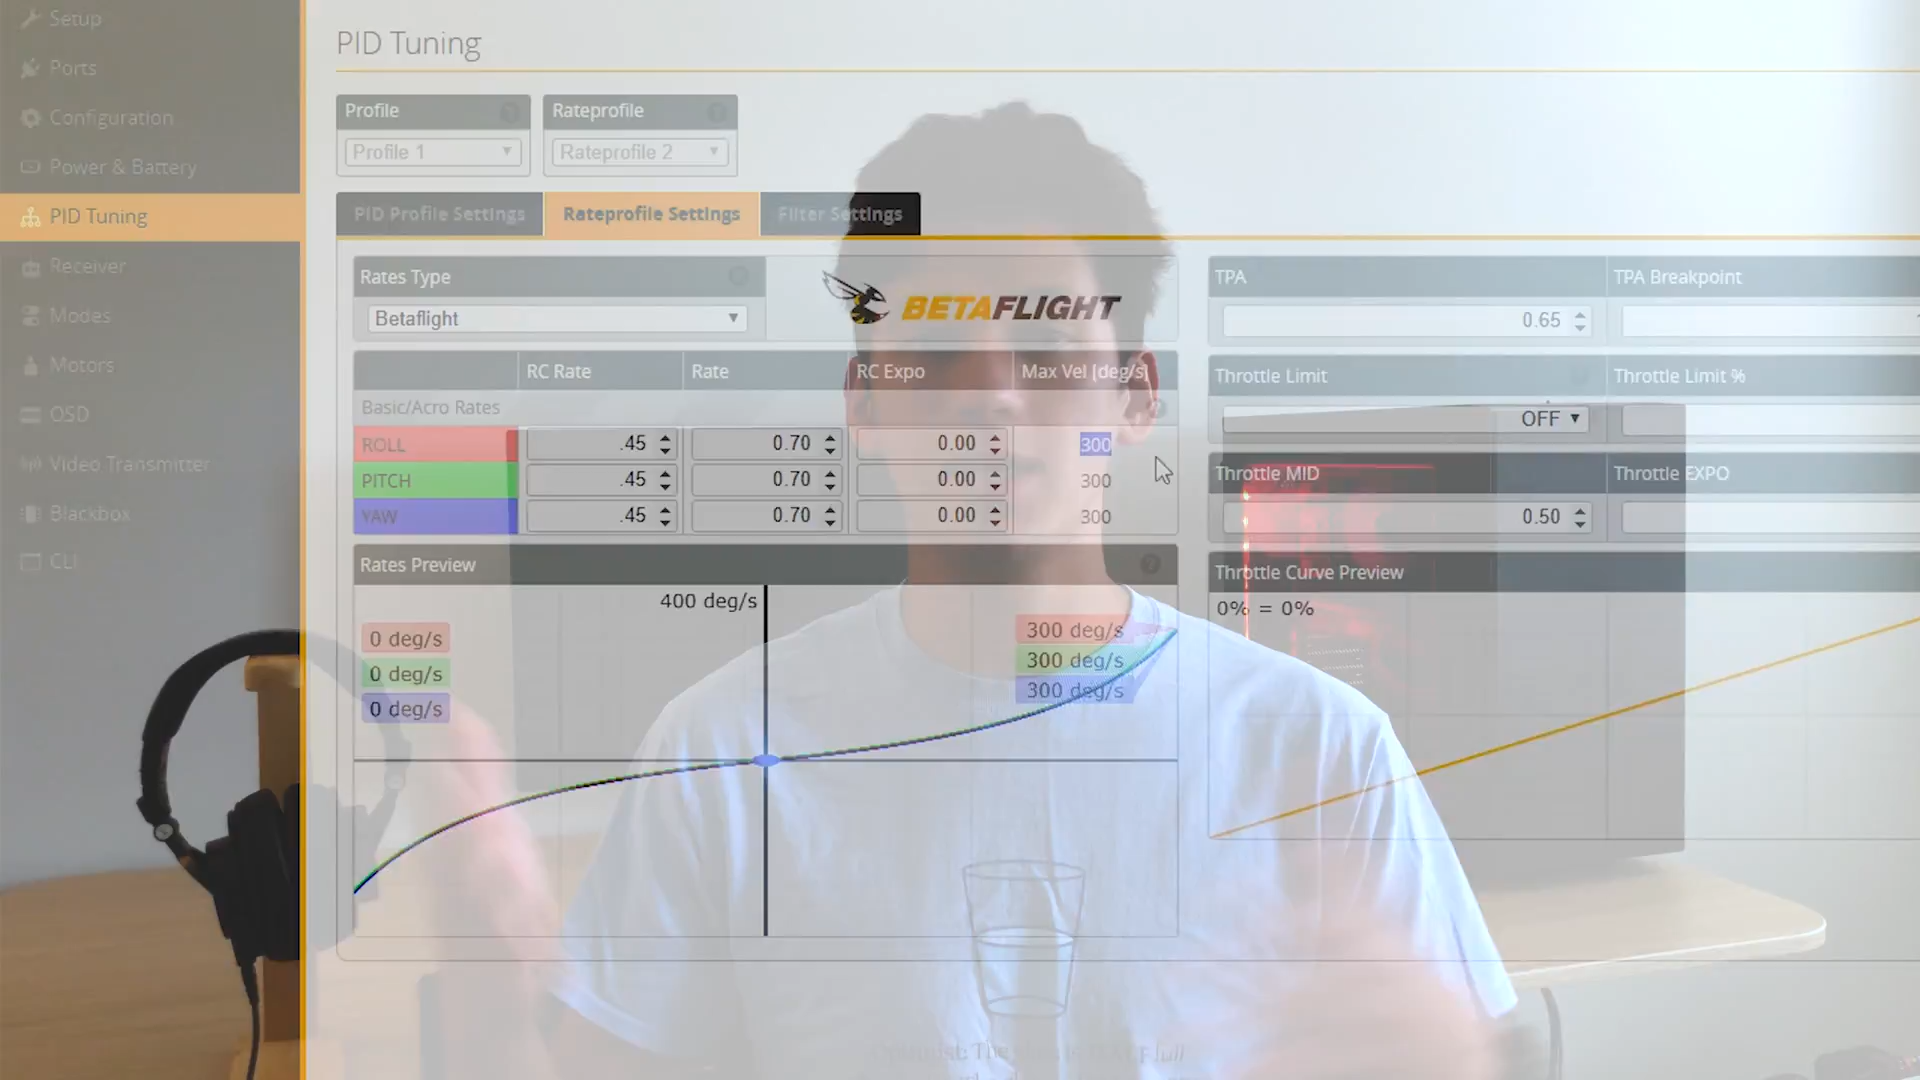 Setup
Ports
Configuration
Power & Battery
PID Tuning
Receiver
Modes
Motors
OSD
Video Transmitter
Blackbox
CLI
PID Tuning
Profile
Rateprofile
Profile 1
Rateprofile 2
PID Profile Settings
Rateprofile Settings
Filter Settings
Rates Type
Betaflight
BETAFLIGHT
RC Rate Rate RC Expo Max Vel [deg/s]
Basic/Acro Rates
ROLL .45 0.70 0.00 300
PITCH .45 0.70 0.00 300
YAW .45 0.70 0.00 300
Rates Preview
400 deg/s
0 deg/s
0 deg/s
0 deg/s
300 deg/s
300 deg/s
300 deg/s
TPA TPA Breakpoint
0.65
Throttle Limit Throttle Limit %
OFF
Throttle MID Throttle EXPO
0.50
Throttle Curve Preview
0% = 0%
The
HALF full